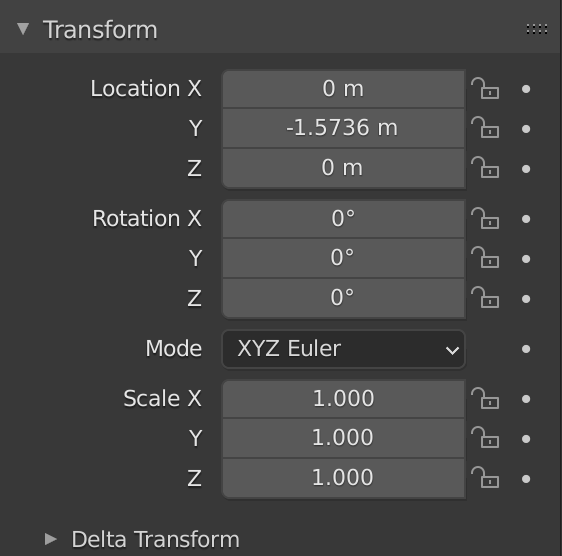 Transform
Location X 0 m
Y -1.5736 m
Z 0 m
Rotation X 0°
Y 0°
Z 0°
Mode XYZ Euler
Scale X 1.000
Y 1.000
Z 1.000
Delta Transform